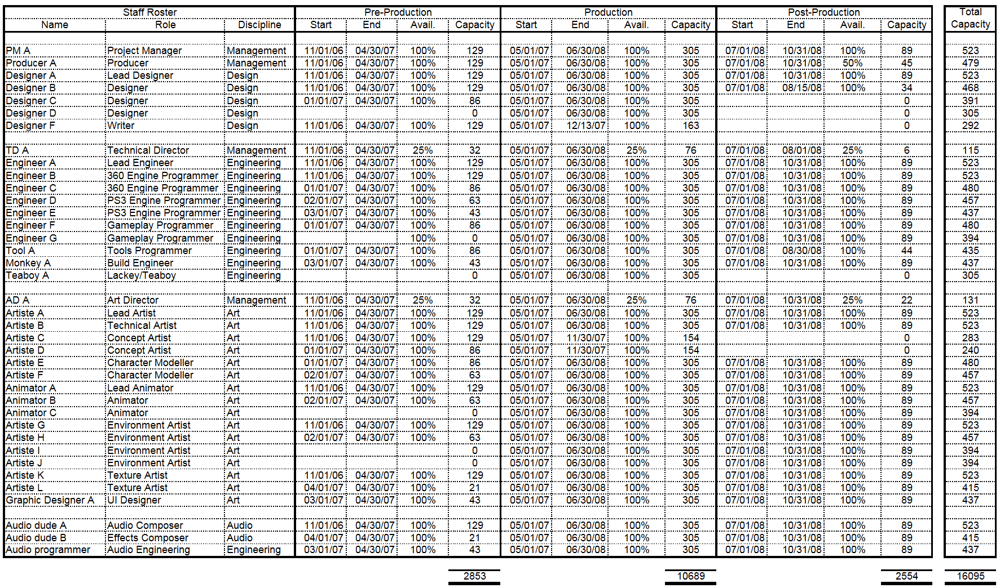 Staff Roster Pre-Production Production Post-Production Total
Name Role Discipline Start End Avail. Capacity Start End Avail. Capacity Start End Avail. Capacity Capacity
PM A Project Manager Management 11/01/06 04/30/07 100% 129 05/01/07 06/30/08 100% 305 07/01/08 10/31/08 100% 89 523
Producer A Producer Management 11/01/06 04/30/07 100% 129 05/01/07 06/30/08 100% 305 07/01/08 10/31/08 50% 45 479
Designer A Lead Designer Design 11/01/06 04/30/07 100% 129 05/01/07 06/30/08 100% 305 07/01/08 10/31/08 100% 89 523
Designer B Designer Design 11/01/06 04/30/07 100% 129 05/01/07 06/30/08 100% 305 07/01/08 08/15/08 100% 34 468
Designer C Designer Design 01/01/07 04/30/07 100% 86 05/01/07 06/30/08 100% 305 0 391
Designer D Designer Design 0 05/01/07 06/30/08 100% 305 0 305
Designer F Writer Design 11/01/06 04/30/07 100% 129 05/01/07 12/13/07 100% 163 0 292
TD A Technical Director Management 11/01/06 04/30/07 25% 32 05/01/07 06/30/08 25% 76 07/01/08 08/01/08 25% 6 115
Engineer A Lead Engineer Engineering 11/01/06 04/30/07 100% 129 05/01/07 06/30/08 100% 305 07/01/08 10/31/08 100% 89 523
Engineer B 360 Engine Programmer Engineering 11/01/06 04/30/07 100% 129 05/01/07 06/30/08 100% 305 07/01/08 10/31/08 100% 89 523
Engineer C 360 Engine Programmer Engineering 01/01/07 04/30/07 100% 86 05/01/07 06/30/08 100% 305 07/01/08 10/31/08 100% 89 480
Engineer D PS3 Engine Programmer Engineering 02/01/07 04/30/07 100% 63 05/01/07 06/30/08 100% 305 07/01/08 10/31/08 100% 89 457
Engineer E PS3 Engine Programmer Engineering 03/01/07 04/30/07 100% 43 05/01/07 06/30/08 100% 305 07/01/08 10/31/08 100% 89 437
Engineer F Gameplay Programmer Engineering 01/01/07 04/30/07 100% 86 05/01/07 06/30/08 100% 305 07/01/08 10/31/08 100% 89 480
Engineer G Gameplay Programmer Engineering 100% 0 05/01/07 06/30/08 100% 305 07/01/08 10/31/08 100% 89 394
Tool A Tools Programmer Engineering 01/01/07 04/30/07 100% 86 05/01/07 06/30/08 100% 305 07/01/08 08/30/08 100% 44 435
Monkey A Build Engineer Engineering 03/01/07 04/30/07 100% 43 05/01/07 06/30/08 100% 305 07/01/08 10/31/08 100% 89 437
Teaboy A Lackey/Teaboy Engineering 0 05/01/07 06/30/08 100% 305 0 305
AD A Art Director Management 11/01/06 04/30/07 25% 32 05/01/07 06/30/08 25% 76 07/01/08 10/31/08 25% 22 131
Artiste A Lead Artist Art 11/01/06 04/30/07 100% 129 05/01/07 06/30/08 100% 305 07/01/08 10/31/08 100% 89 523
Artiste B Technical Artist Art 11/01/06 04/30/07 100% 129 05/01/07 06/30/08 100% 305 07/01/08 10/31/08 100% 89 523
Artiste C Concept Artist Art 11/01/06 04/30/07 100% 129 05/01/07 11/30/07 100% 154 0 283
Artiste D Concept Artist Art 01/01/07 04/30/07 100% 86 05/01/07 11/30/07 100% 154 0 240
Artiste E Character Modeller Art 01/01/07 04/30/07 100% 86 05/01/07 06/30/08 100% 305 07/01/08 10/31/08 100% 89 480
Artiste F Character Modeller Art 02/01/07 04/30/07 100% 63 05/01/07 06/30/08 100% 305 07/01/08 10/31/08 100% 89 457
Animator A Lead Animator Art 11/01/06 04/30/07 100% 129 05/01/07 06/30/08 100% 305 07/01/08 10/31/08 100% 89 523
Animator B Animator Art 02/01/07 04/30/07 100% 63 05/01/07 06/30/08 100% 305 07/01/08 10/31/08 100% 89 457
Animator C Animator Art 0 05/01/07 06/30/08 100% 305 07/01/08 10/31/08 100% 89 394
Artiste G Environment Artist Art 11/01/06 04/30/07 100% 129 05/01/07 06/30/08 100% 305 07/01/08 10/31/08 100% 89 523
Artiste H Environment Artist Art 02/01/07 04/30/07 100% 63 05/01/07 06/30/08 100% 305 07/01/08 10/31/08 100% 89 457
Artiste I Environment Artist Art 0 05/01/07 06/30/08 100% 305 07/01/08 10/31/08 100% 89 394
Artiste J Environment Artist Art 0 05/01/07 06/30/08 100% 305 07/01/08 10/31/08 100% 89 394
Artiste K Texture Artist Art 11/01/06 04/30/07 100% 129 05/01/07 06/30/08 100% 305 07/01/08 10/31/08 100% 89 523
Artiste L Texture Artist Art 04/01/07 04/30/07 100% 21 05/01/07 06/30/08 100% 305 07/01/08 10/31/08 100% 89 415
Graphic Designer A UI Designer Art 03/01/07 04/30/07 100% 43 05/01/07 06/30/08 100% 305 07/01/08 10/31/08 100% 89 437
Audio dude A Audio Composer Audio 11/01/06 04/30/07 100% 129 05/01/07 06/30/08 100% 305 07/01/08 10/31/08 100% 89 523
Audio dude B Effects Composer Audio 04/01/07 04/30/07 100% 21 05/01/07 06/30/08 100% 305 07/01/08 10/31/08 100% 89 415
Audio programmer Audio Engineering Engineering 03/01/07 04/30/07 100% 43 05/01/07 06/30/08 100% 305 07/01/08 10/31/08 100% 89 437
2853 10689 2554 16095